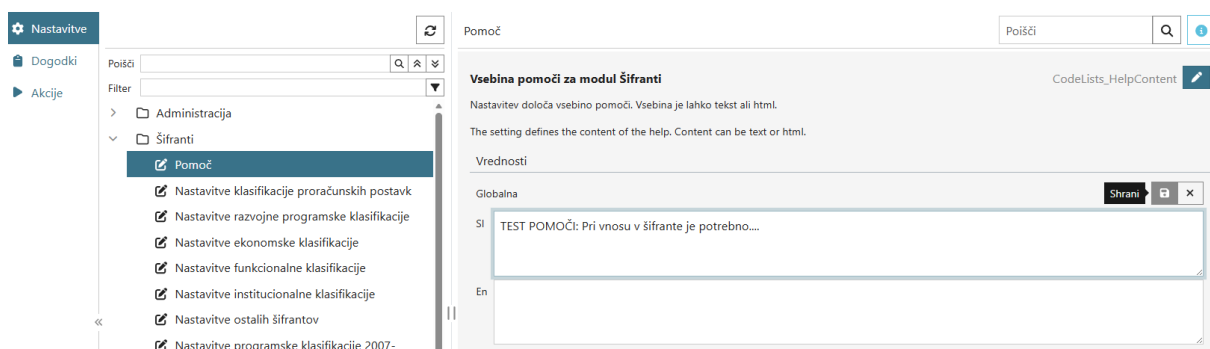 Nastavitve
Dogodki
Akcije
Poišči
Filter
Administracija
Šifranti
Pomoč
Nastavitve klasifikacije proračunskih postavk
Nastavitve razvojne programske klasifikacije
Nastavitve ekonomske klasifikacije
Nastavitve funkcionalne klasifikacije
Nastavitve institucionalne klasifikacije
Nastavitve ostalih šifrantov
Nastavitve programske klasifikacije 2007-
Pomoč
Poišči
Vsebina pomoči za modul Šifranti
CodeLists_HelpContent
Nastavitev določa vsebino pomoči. Vsebina je lahko tekst ali html.
The setting defines the content of the help. Content can be text or html.
Vrednosti
Globalna
Shrani
Sl
TEST POMOČI: Pri vnosu v šifrante je potrebno....
En